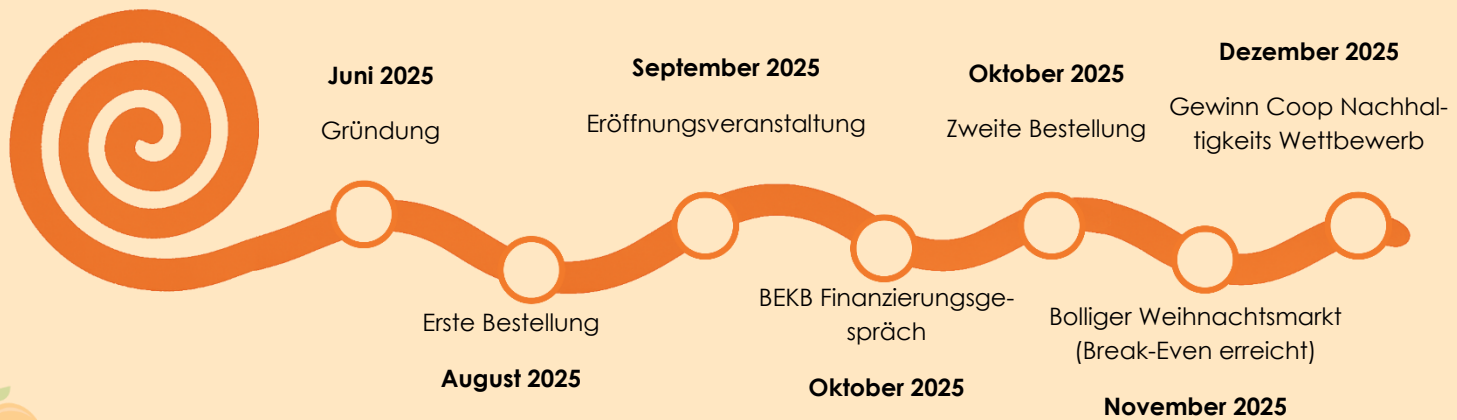 Juni 2025
Gründung
Erste Bestellung
August 2025
September 2025
Eröffnungsveranstaltung
BEKB Finanzierungsge-
spräch
Oktober 2025
Oktober 2025
Zweite Bestellung
Bolliger Weihnachtsmarkt
(Break-Even erreicht)
November 2025
Dezember 2025
Gewinn Coop Nachhal-
tigkeits Wettbewerb